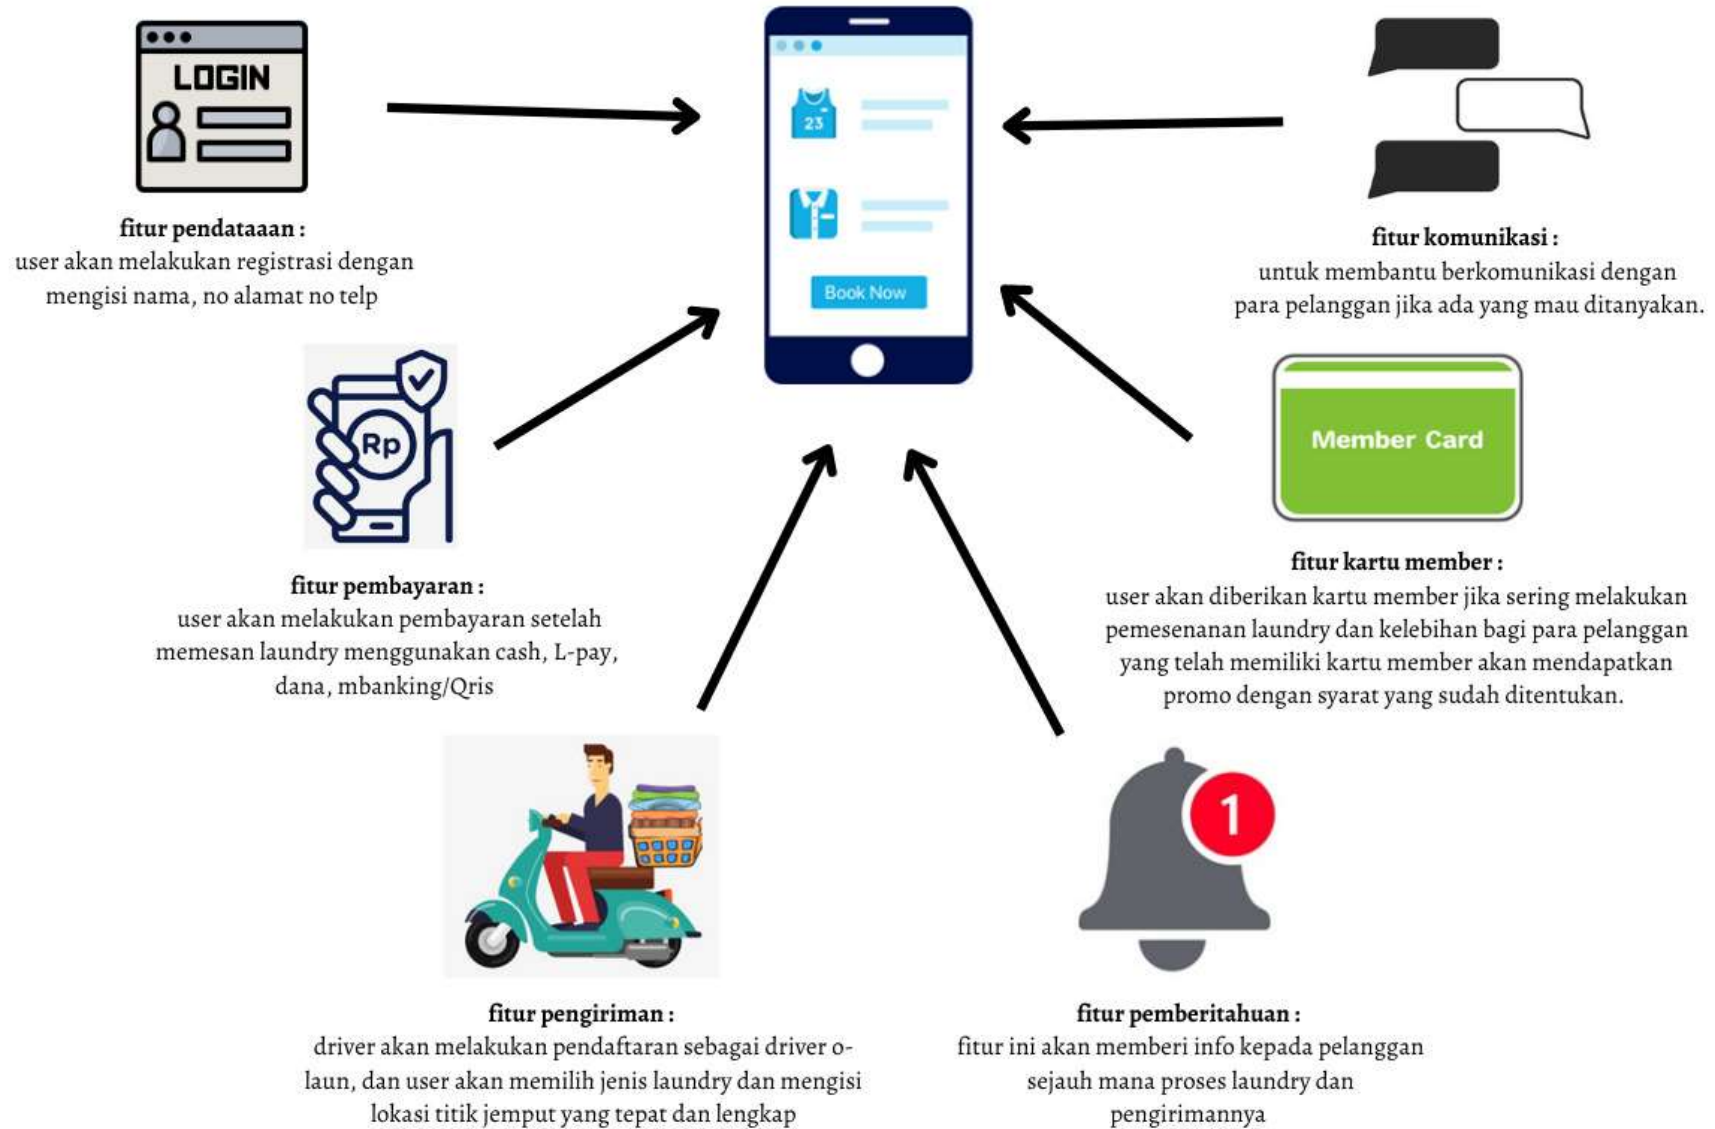 LOGIN
fitur pendataaan :
user akan melakukan registrasi dengan
mengisi nama, no alamat no telp
23
Book Now
fitur komunikasi :
untuk membantu berkomunikasi dengan
para pelanggan jika ada yang mau ditanyakan.
Rp
fitur pembayaran :
user akan melakukan pembayaran setelah
memesan laundry menggunakan cash, L-pay,
dana, mbanking/Qris
Member Card
fitur kartu member :
user akan diberikan kartu member jika sering melakukan
pemesenanan laundry dan kelebihan bagi para pelanggan
yang telah memiliki kartu member akan mendapatkan
promo dengan syarat yang sudah ditentukan.
fitur pengiriman :
driver akan melakukan pendaftaran sebagai driver o-
laun, dan user akan memilih jenis laundry dan mengisi
lokasi titik jemput yang tepat dan lengkap
1
fitur pemberitahuan :
fitur ini akan memberi info kepada pelanggan
sejauh mana proses laundry dan
pengirimannya